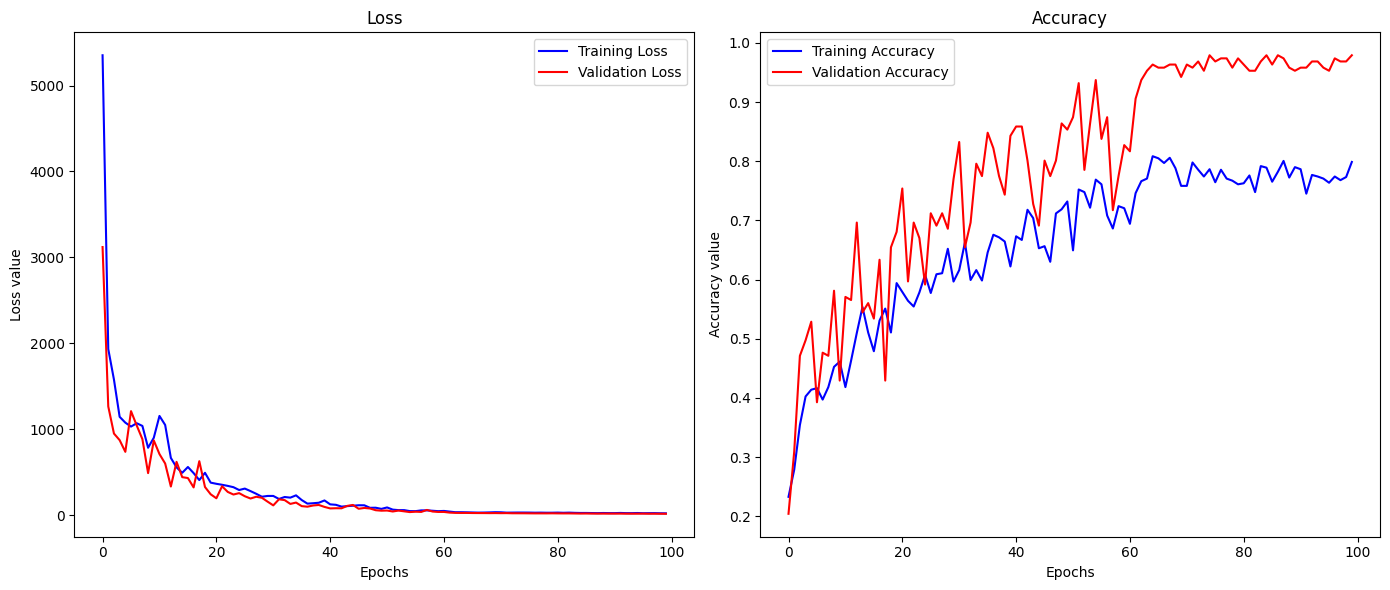 Loss
Training Loss
Validation Loss
5000
4000
3000
2000
1000
0
Loss value
0
20
40
60
80
100
Epochs
Accuracy
Training Accuracy
Validation Accuracy
1.0
0.9
0.8
0.7
0.6
0.5
0.4
0.3
0.2
Accuracy value
0
20
40
60
80
100
Epochs